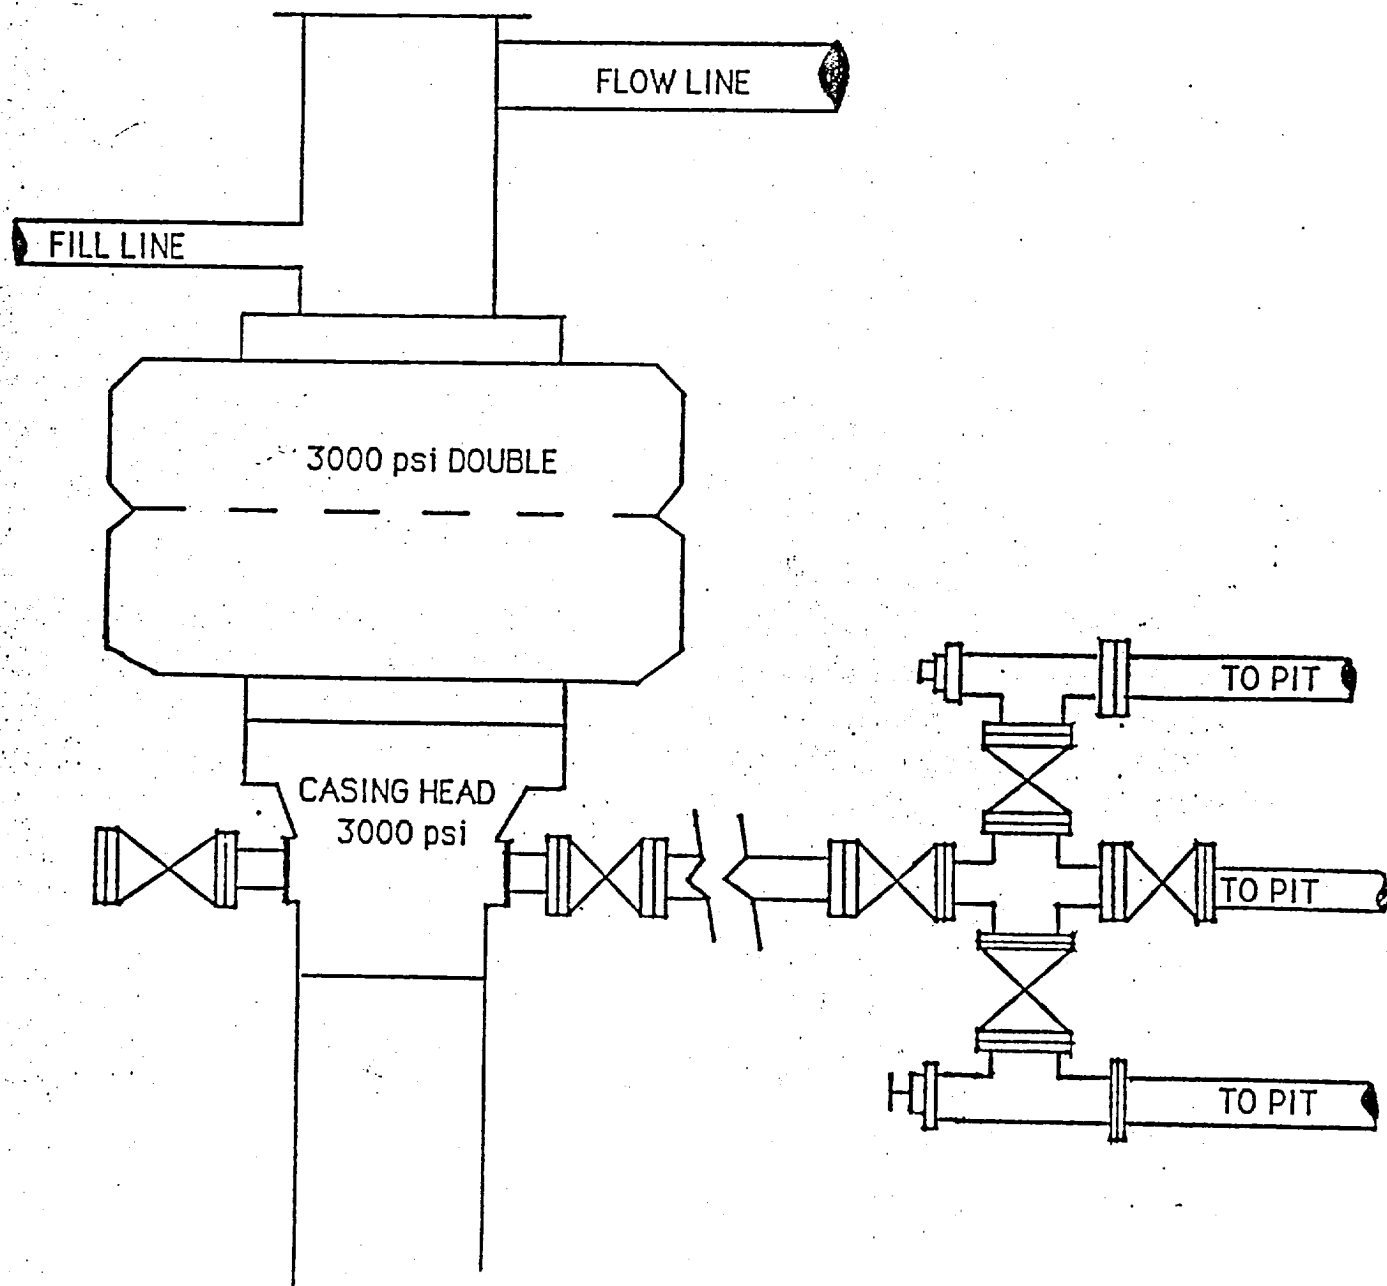 FLOW LINE
FILL LINE
3000 psi DOUBLE
TO PIT
CASING HEAD
3000 psi
TO PIT
TO PIT